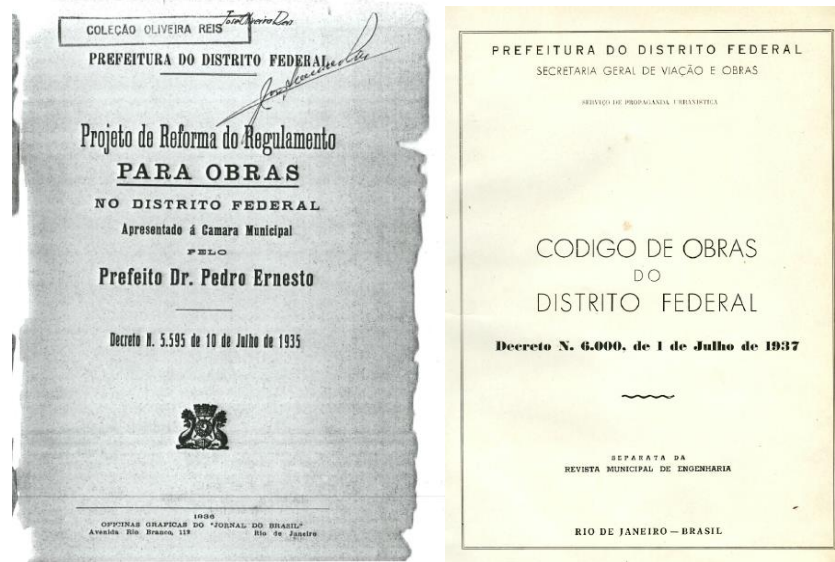 COLEÇÃO OLIVEIRA REIS
PREFEITURA DO DISTRITO FEDERAL
Projeto de Reforma do Regulamento
PARA OBRAS
NO DISTRITO FEDERAL
Apresentado á Camara Municipal
PELO
Prefeito Dr. Pedro Ernesto
Decreto N. 5.595 de 10 de Julho de 1935
1936
OFFICINAS GRAPHICAS DO "JORNAL DO BRASIL"
Avenida Rio Branco, 118 Rio de Janeiro
PREFEITURA DO DISTRITO FEDERAL
SECRETARIA GERAL DE VIAÇÃO E OBRAS
SERVIÇO DE PROPAGANDA URBANISTICA
CODIGO DE OBRAS
DO
DISTRITO FEDERAL
Decreto N. 6.000, de 1 de Julho de 1937
SEPARATA DA
REVISTA MUNICIPAL DE ENGENHARIA
RIO DE JANEIRO — BRASIL